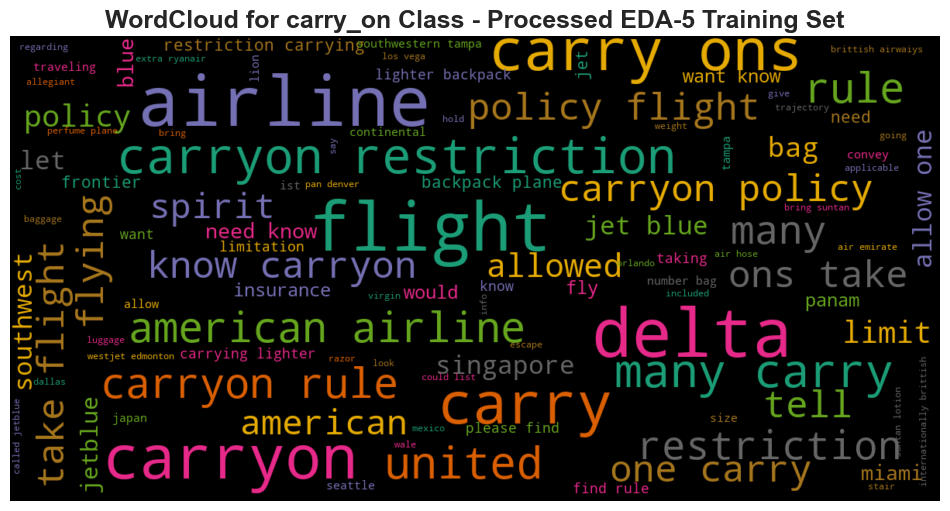 WordCloud for carry_on Class - Processed EDA-5 Training Set
regarding
blue
restriction carrying
southwestern tampa
carry ons
brittish airwaiys
extra ryanair
los vega
jet
traveling
lion
lighter backpack
want know
allegiant
airline
policy flight
give
rule
policy
trajectory
need
perfume plane
bring
continental
hold
weight
going
let
carryon restriction
say
tampa
bag
convey
applicable
allow one
cost
frontier
ist
pan denver
backpack plane
carryon policy
baggage
flying
spirit
flight
bring suntan
want
need know
jet blue
many
limitation
air emirate
southwest
take flight
know carryon
allowed
orlando
taking
air hose
ons take
insurance
virgin
would
know
fly
number bag
included
allow
info
panam
luggage
american airline
delta
limit
westjet edmonton
carrying lighter
razor
look
escape
singapore
dallas
carryon rule
could list
many carry
internationally brittish
called jetblue
jetblue
japan
american
mexico
carry
please find
size
tell
suntan lotion
carryon
wale
united
restriction
one carry
miami
seattle
find rule
stair